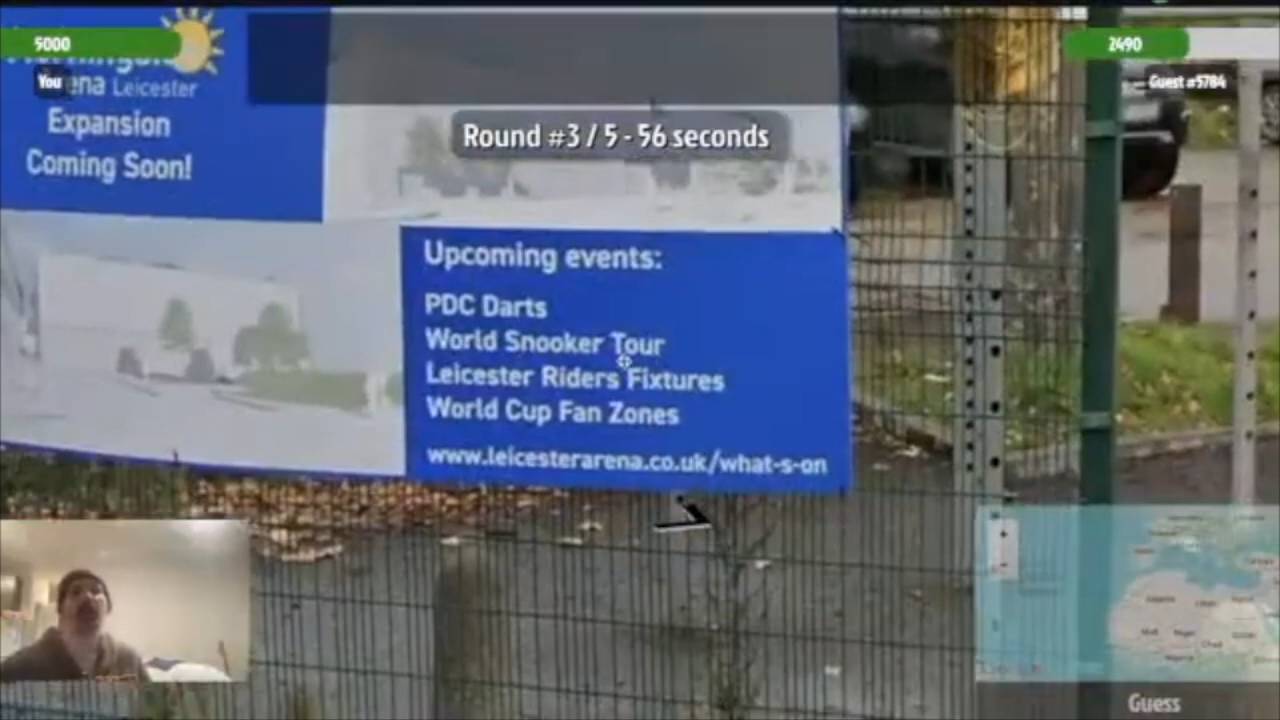 5000
2490
You
Guest #5784
Round #3 / 5 - 56 seconds
Arena Leicester
Expansion
Coming Soon!
Upcoming events:
PDC Darts
World Snooker Tour
Leicester Riders Fixtures
World Cup Fan Zones
www.leicesterarena.co.uk/what-s-on
Guess